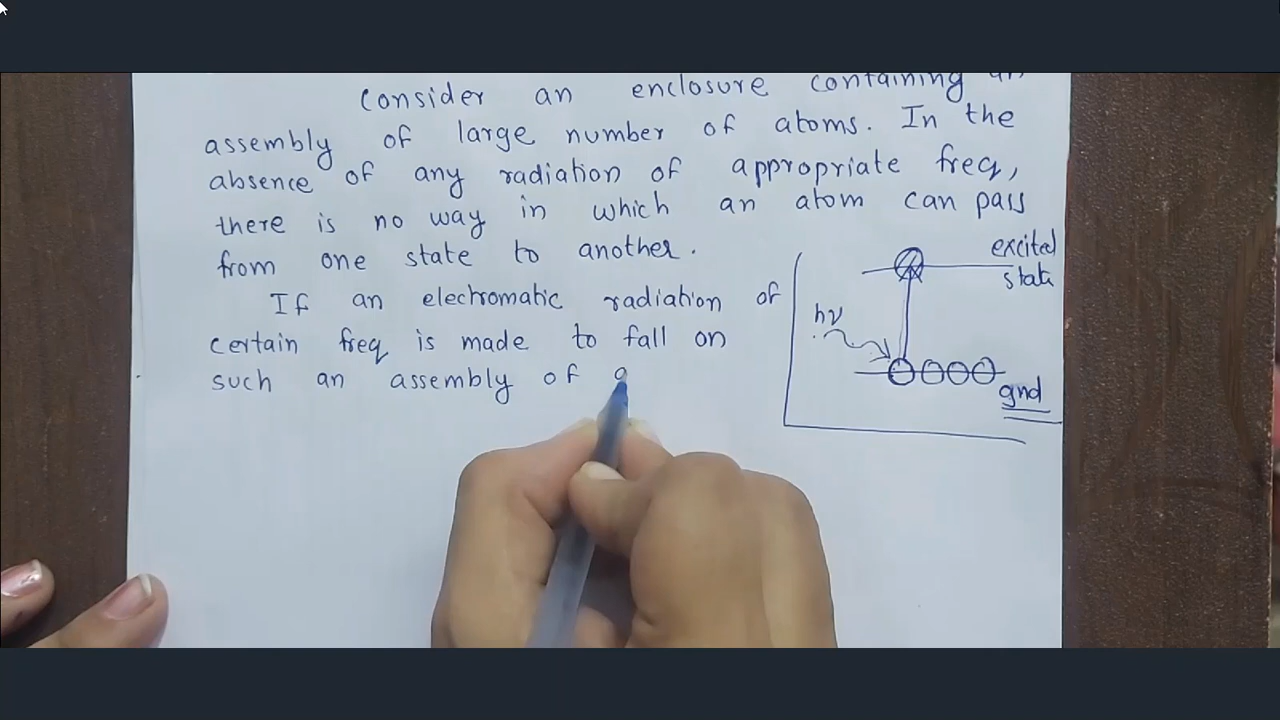 Consider an enclosure containing an
assembly of large number of atoms. In the
absence of any radiation of appropriate freq,
there is no way in which an atom can pass
from one state to another.
If an electromatic radiation of
certain freq is made to fall on
such an assembly of a
excited
state
hν
gnd